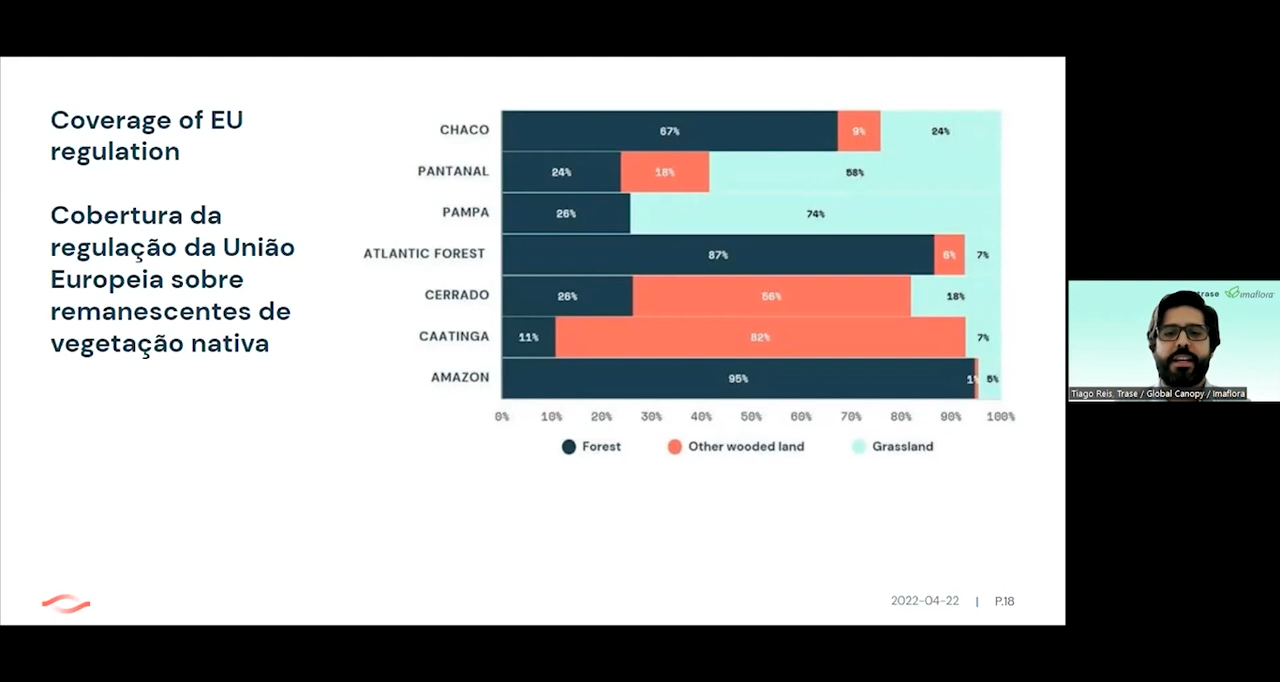 Coverage of EU
regulation
Cobertura da
regulação da União
Europeia sobre
remanescentes de
vegetação nativa
CHACO 67% 9% 24%
PANTANAL 24% 18% 58%
PAMPA 26% 74%
ATLANTIC FOREST 87% 6% 7%
CERRADO 26% 56% 18%
CAATINGA 11% 82% 7%
AMAZON 95% 1% 5%
0% 10% 20% 30% 40% 50% 60% 70% 80% 90% 100%
Forest Other wooded land Grassland
2022-04-22 | P.18
trase imaflora
Tiago Reis, Trase / Global Canopy / Imaflora